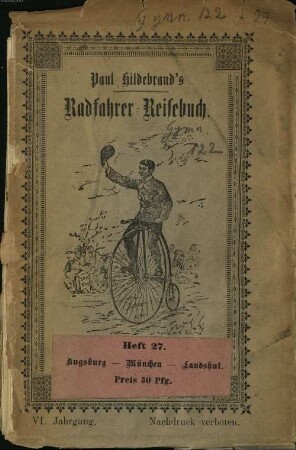 Gymn. 122 f 27
Paul Hildebrand's
Radfahrer-Reisebuch.
Gymn
122
Heft 27.
Augsburg — München — Landshut.
Preis 30 Pfg.
VI. Jahrgang. Nachdruck verboten.